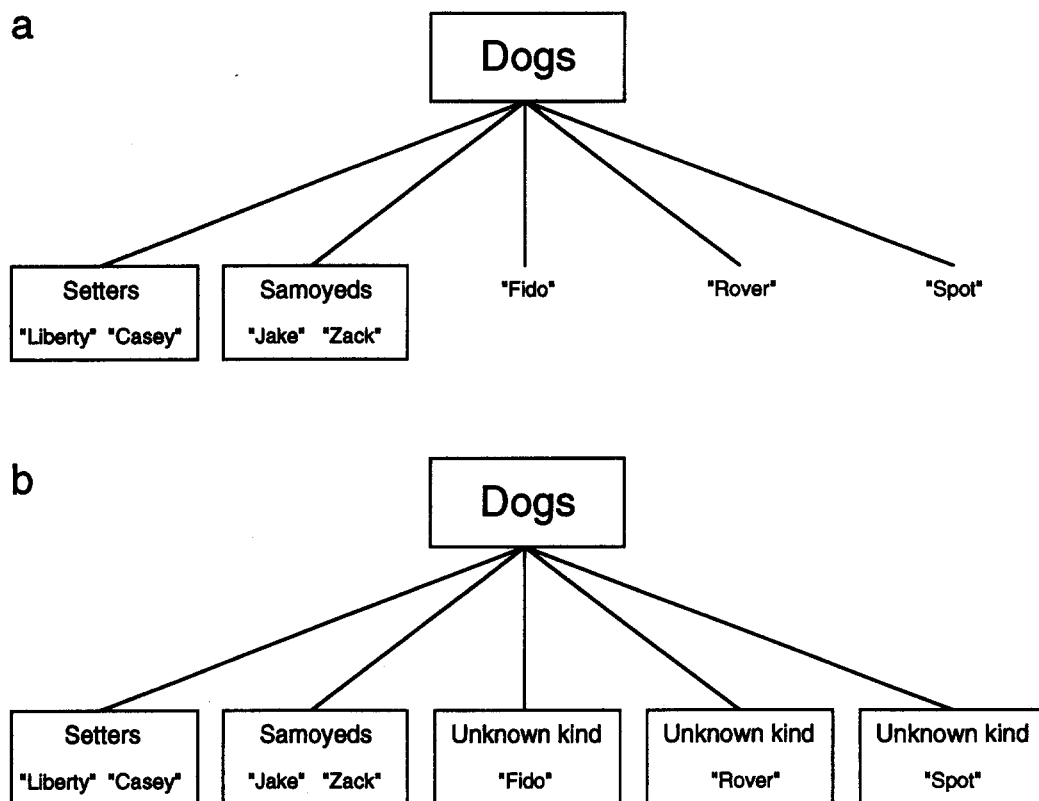 a
Dogs
Setters Samoyeds "Fido" "Rover" "Spot"
"Liberty" "Casey" "Jake" "Zack"
b
Dogs
Setters Samoyeds Unknown kind Unknown kind Unknown kind
"Liberty" "Casey" "Jake" "Zack" "Fido" "Rover" "Spot"